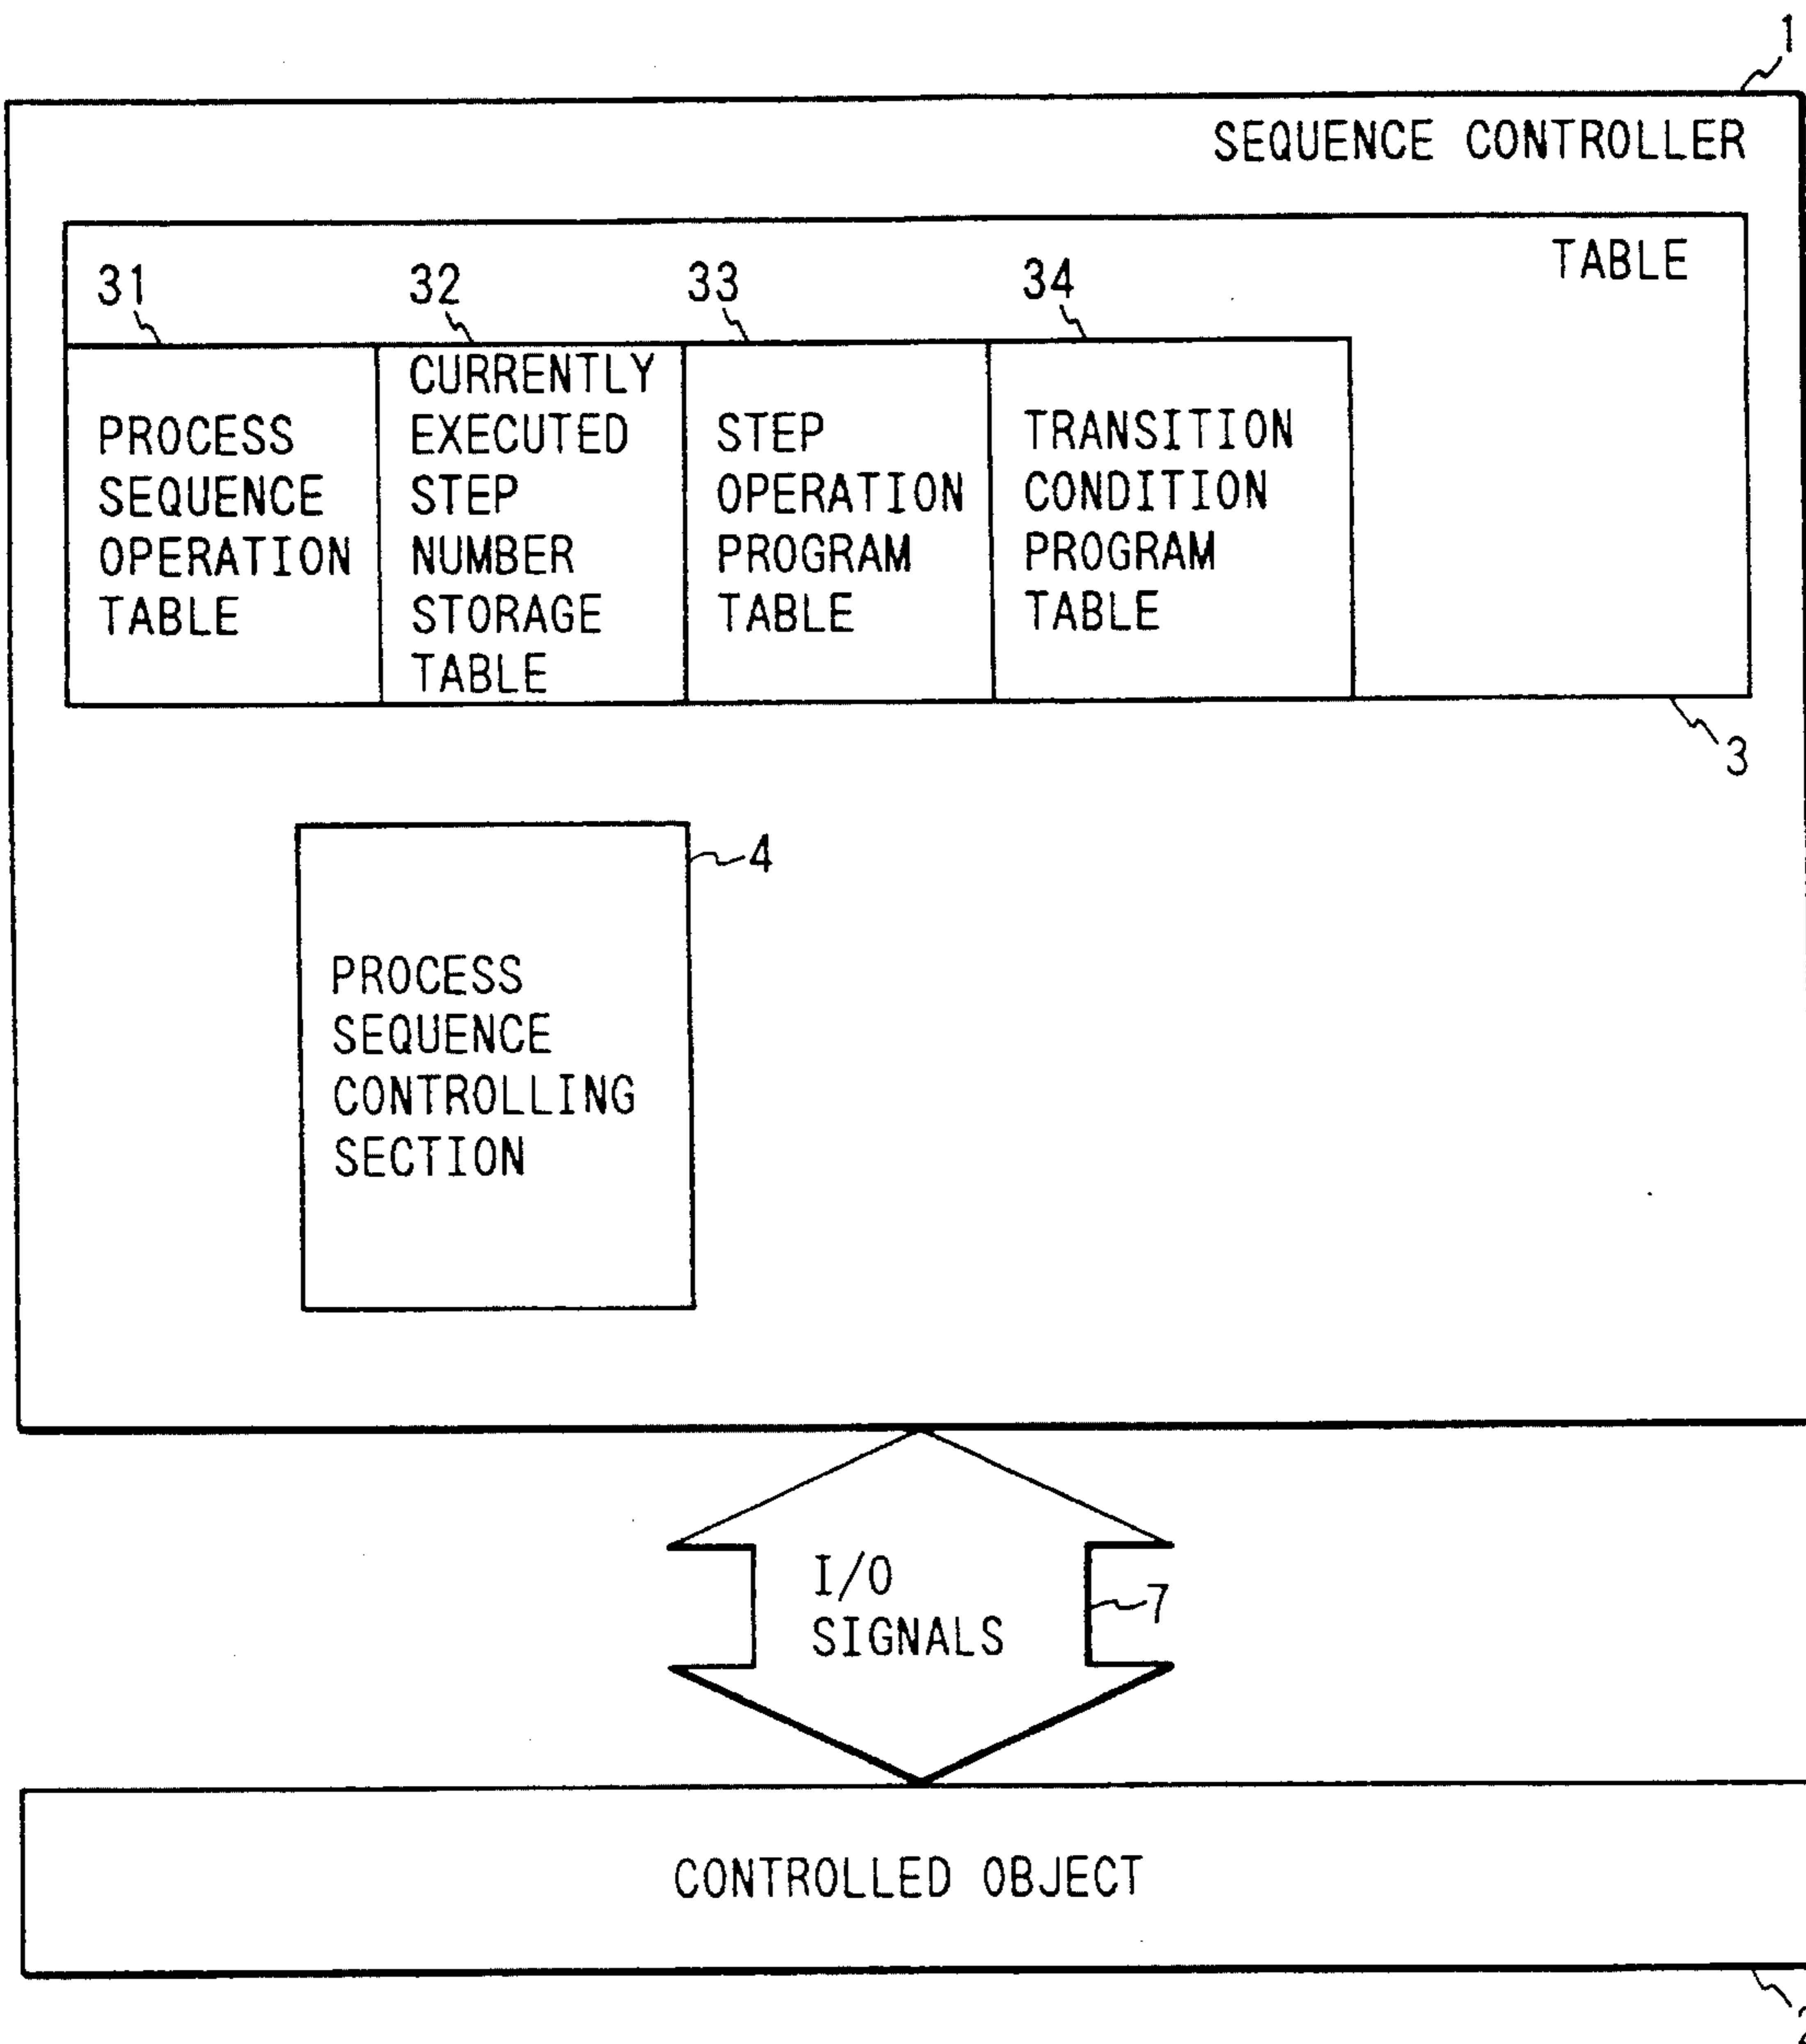 1
SEQUENCE CONTROLLER
TABLE
31
32
33
34
PROCESS
SEQUENCE
OPERATION
TABLE
CURRENTLY
EXECUTED
STEP
NUMBER
STORAGE
TABLE
STEP
OPERATION
PROGRAM
TABLE
TRANSITION
CONDITION
PROGRAM
TABLE
3
4
PROCESS
SEQUENCE
CONTROLLING
SECTION
I/O
SIGNALS
7
CONTROLLED OBJECT